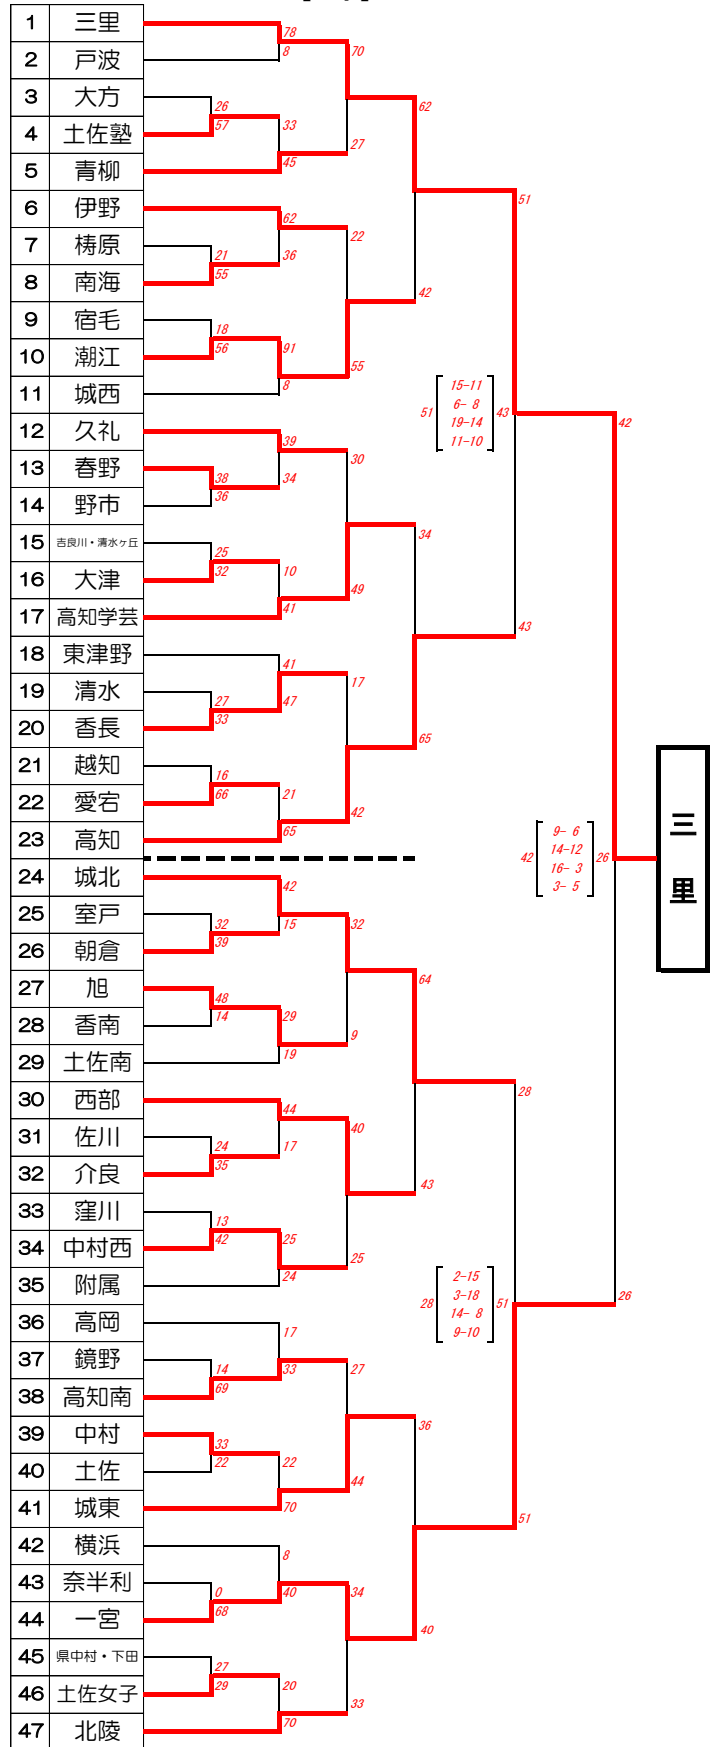 1 三里
2 戸波
3 大方
4 土佐塾
5 青柳
6 伊野
7 梼原
8 南海
9 宿毛
10 潮江
11 城西
12 久礼
13 春野
14 野市
15 吉良川・清水ヶ丘
16 大津
17 高知学芸
18 東津野
19 清水
20 香長
21 越知
22 愛宕
23 高知
24 城北
25 室戸
26 朝倉
27 旭
28 香南
29 土佐南
30 西部
31 佐川
32 介良
33 窪川
34 中村西
35 附属
36 高岡
37 鏡野
38 高知南
39 中村
40 土佐
41 城東
42 横浜
43 奈半利
44 一宮
45 県中村・下田
46 土佐女子
47 北陵
26
57
21
55
18
56
38
36
25
32
27
33
16
66
32
39
48
14
24
35
13
42
14
69
33
22
0
68
27
29
78
8
33
45
62
36
91
8
39
34
10
41
41
47
21
65
42
15
29
19
44
17
25
24
17
33
22
70
8
40
20
70
70
27
22
55
30
49
17
42
32
9
40
25
27
44
34
33
62
42
34
65
64
43
36
40
51
43
28
51
51 15-11 43
6- 8
19-14
11-10
28 2-15 51
3-18
14- 8
9-10
42
26
42 9- 6 26
14-12
16- 3
3- 5
三里